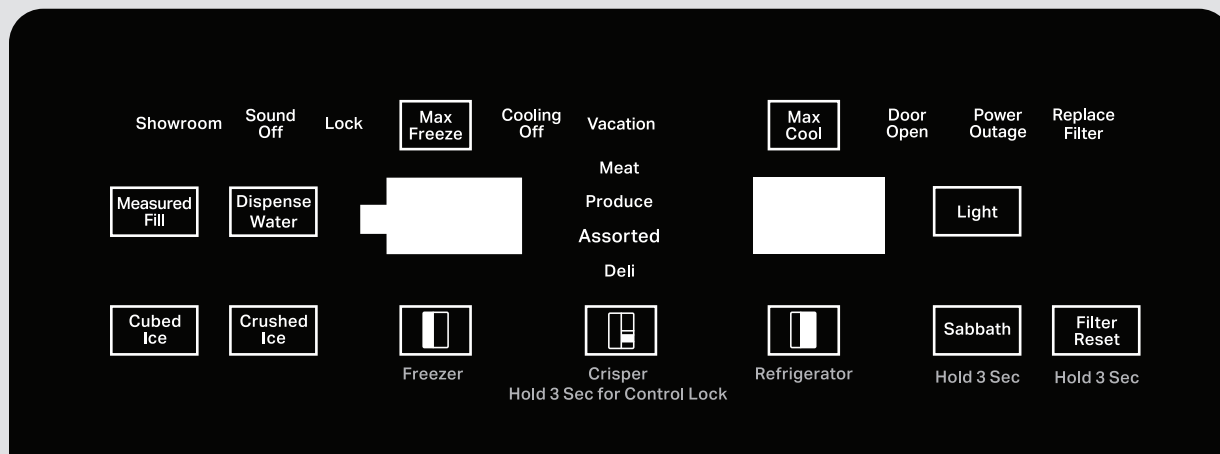 Showroom
Sound
Off
Lock
Max
Freeze
Cooling
Off
Vacation
Max
Cool
Door
Open
Power
Outage
Replace
Filter
Meat
Measured
Fill
Dispense
Water
Produce
Assorted
Light
Deli
Cubed
Ice
Crushed
Ice
Sabbath
Filter
Reset
Freezer
Crisper
Hold 3 Sec for Control Lock
Refrigerator
Hold 3 Sec
Hold 3 Sec